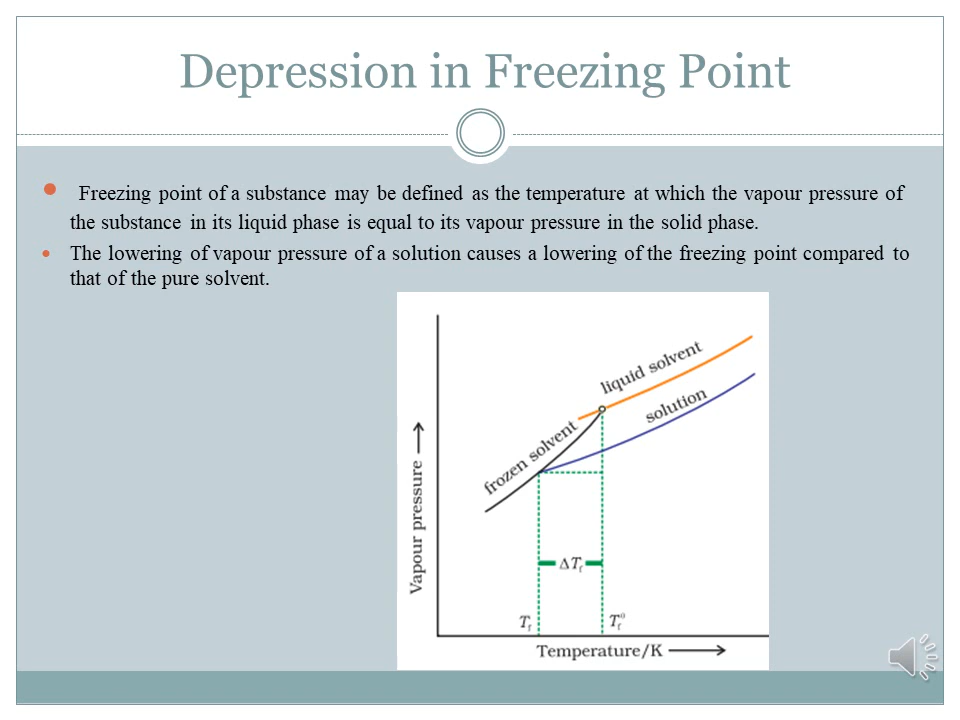 Depression in Freezing Point
Freezing point of a substance may be defined as the temperature at which the vapour pressure of
the substance in its liquid phase is equal to its vapour pressure in the solid phase.
The lowering of vapour pressure of a solution causes a lowering of the freezing point compared to
that of the pure solvent.
liquid solvent
solution
frozen solvent
Vapour pressure
ΔTf
Tf
Tf°
Temperature/K